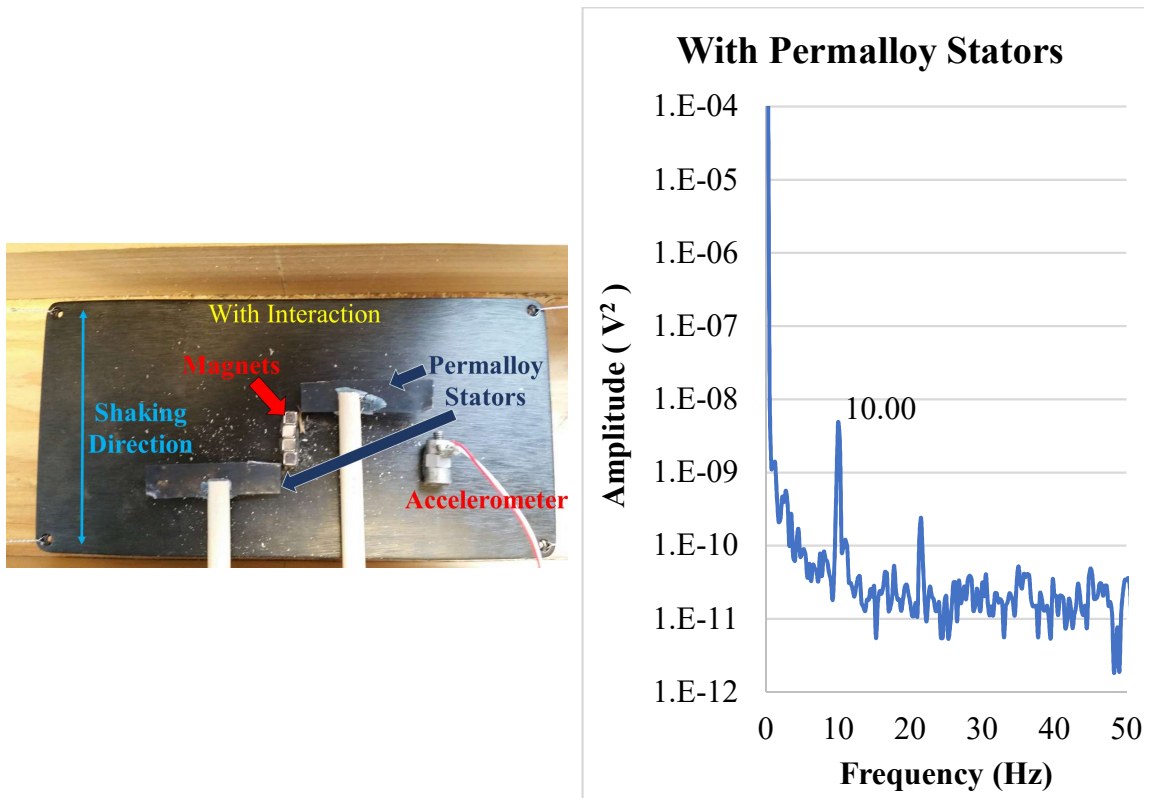 With Interaction
Magnets
Permalloy
Stators
Shaking
Direction
Accelerometer
With Permalloy Stators
1.E-04
1.E-05
1.E-06
1.E-07
1.E-08
1.E-09
1.E-10
1.E-11
1.E-12
Amplitude ( V² )
10.00
0 10 20 30 40 50
Frequency (Hz)